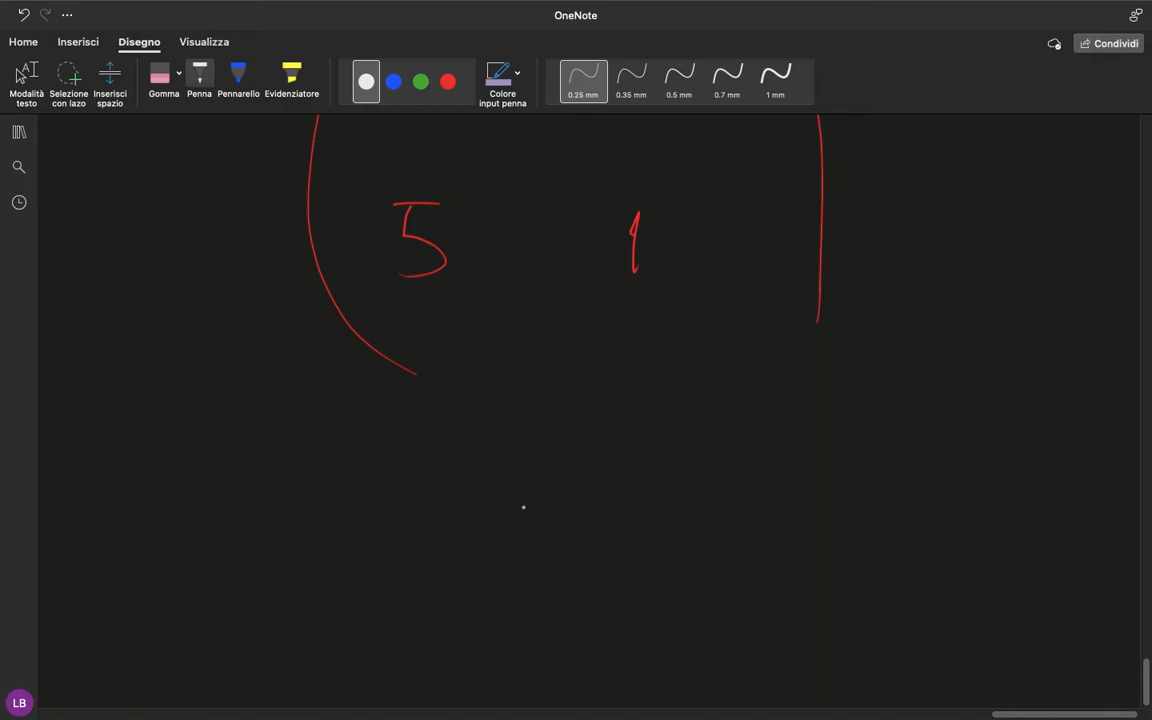 OneNote
Home Inserisci Disegno Visualizza
Condividi
Modalità testo
Selezione con lazo
Inserisci spazio
Gomma
Penna
Pennarello
Evidenziatore
Colore input penna
0.25 mm
0.35 mm
0.5 mm
0.7 mm
1 mm
5 1
LB